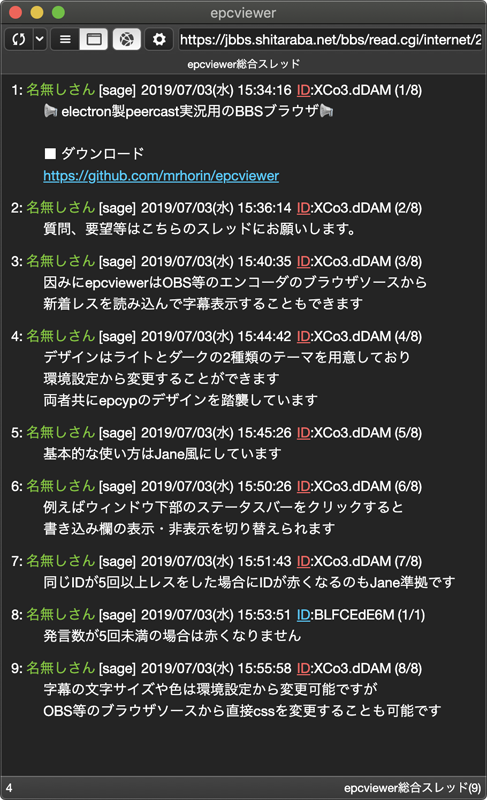 epcviewer
https://jbbs.shitaraba.net/bbs/read.cgi/internet/2
epcviewer総合スレッド
1: 名無しさん [sage] 2019/07/03(水) 15:34:16 ID:XCo3.dDAM (1/8)
electron製peercast実況用のBBSブラウザ
■ ダウンロード
https://github.com/mrhorin/epcviewer
2: 名無しさん [sage] 2019/07/03(水) 15:36:14 ID:XCo3.dDAM (2/8)
質問、要望等はこちらのスレッドにお願いします。
3: 名無しさん [sage] 2019/07/03(水) 15:40:35 ID:XCo3.dDAM (3/8)
因みにepcviewerはOBS等のエンコーダのブラウザソースから
新着レスを読み込んで字幕表示することもできます
4: 名無しさん [sage] 2019/07/03(水) 15:44:42 ID:XCo3.dDAM (4/8)
デザインはライトとダークの2種類のテーマを用意しており
環境設定から変更することができます
両者共にepcypのデザインを踏襲しています
5: 名無しさん [sage] 2019/07/03(水) 15:45:26 ID:XCo3.dDAM (5/8)
基本的な使い方はJane風にしています
6: 名無しさん [sage] 2019/07/03(水) 15:50:26 ID:XCo3.dDAM (6/8)
例えばウィンドウ下部のステータスバーをクリックすると
書き込み欄の表示・非表示を切り替えられます
7: 名無しさん [sage] 2019/07/03(水) 15:51:43 ID:XCo3.dDAM (7/8)
同じIDが5回以上レスをした場合にIDが赤くなるのもJane準拠です
8: 名無しさん [sage] 2019/07/03(水) 15:53:51 ID:BLFCEdE6M (1/1)
発言数が5回未満の場合は赤くなりません
9: 名無しさん [sage] 2019/07/03(水) 15:55:58 ID:XCo3.dDAM (8/8)
字幕の文字サイズや色は環境設定から変更可能ですが
OBS等のブラウザソースから直接cssを変更することも可能です
4
epcviewer総合スレッド(9)